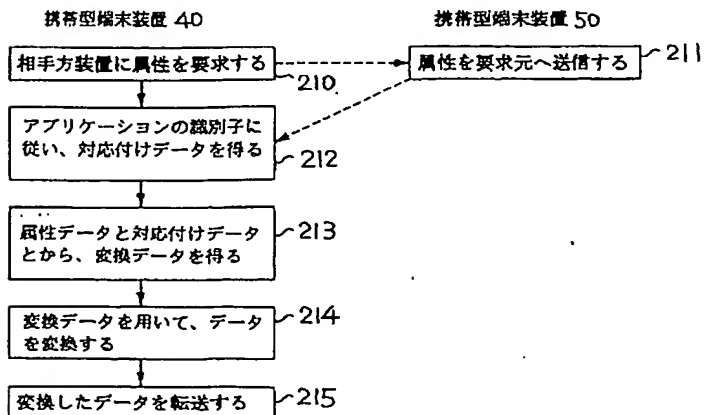 携帯型端末装置 40
携帯型端末装置 50
相手方装置に属性を要求する
210
属性を要求元へ送信する
211
アプリケーションの識別子に
従い、対応付けデータを得る
212
属性データと対応付けデータ
とから、変換データを得る
213
変換データを用いて、データ
を変換する
214
変換したデータを転送する
215